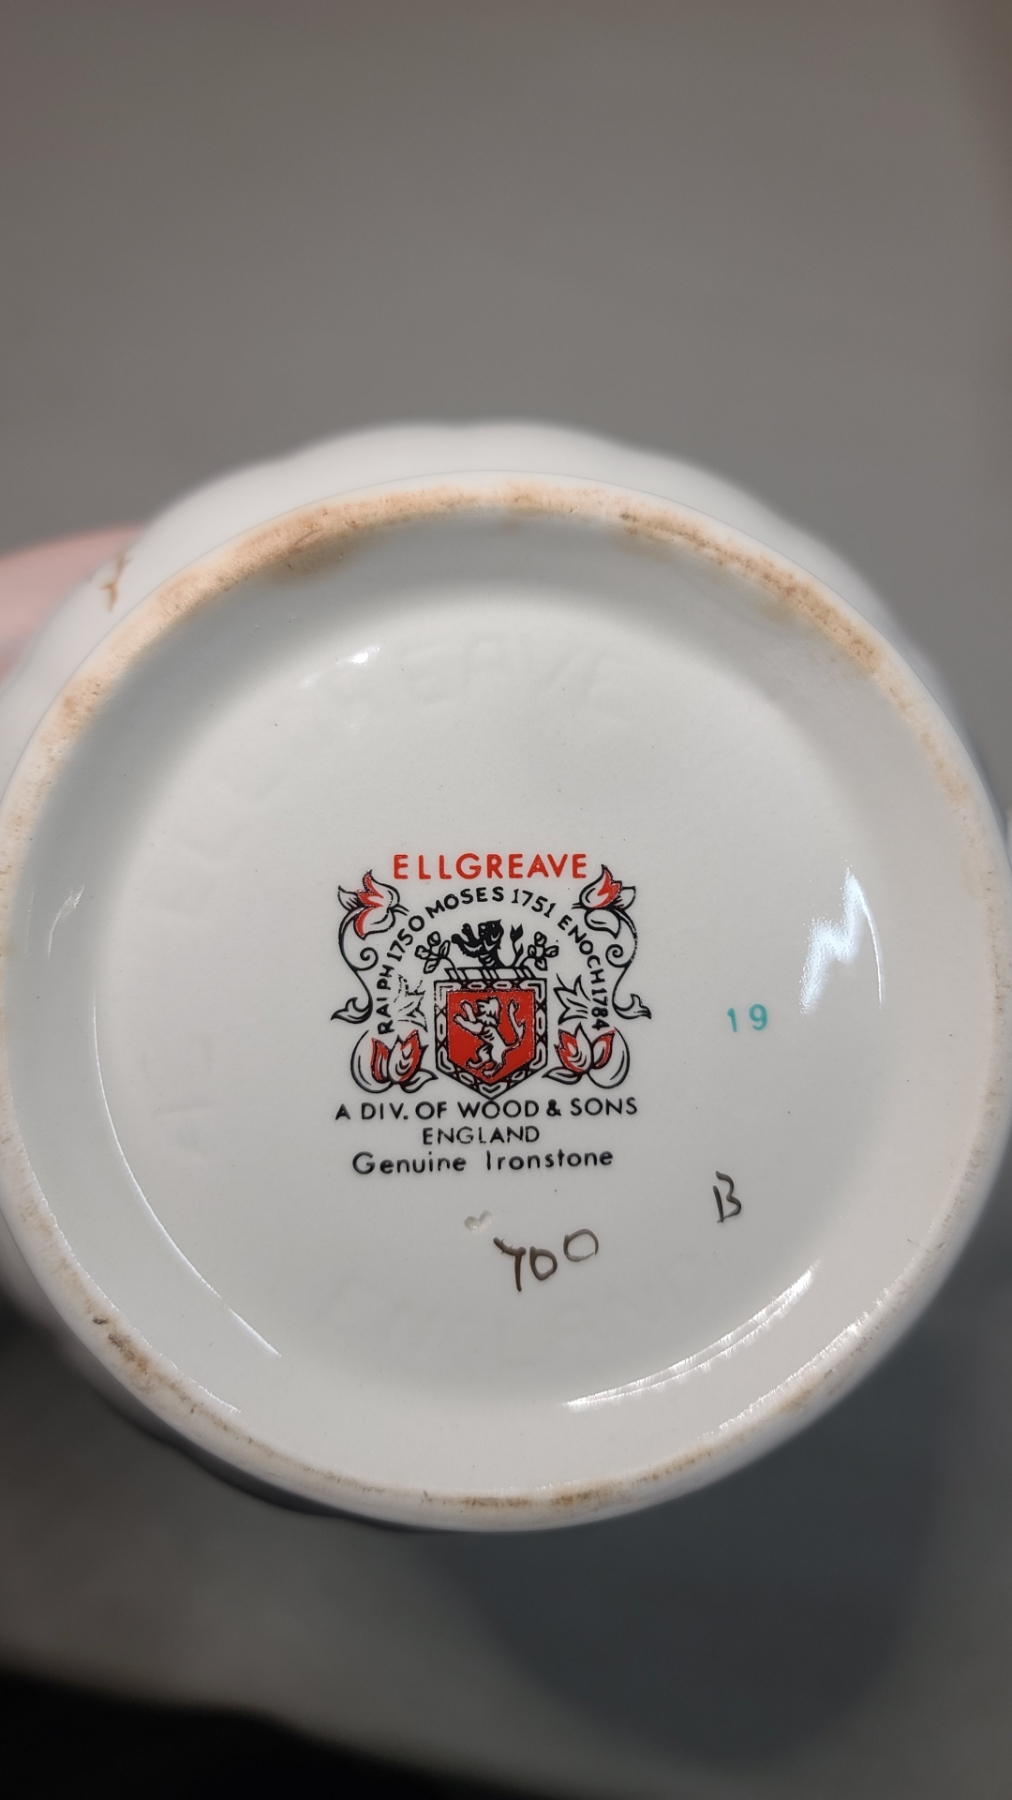 ELLGREAVE
RALPH 1750 MOSES 1751 ENOCH 1784
A DIV. OF WOOD & SONS
ENGLAND
Genuine Ironstone
19
B
700